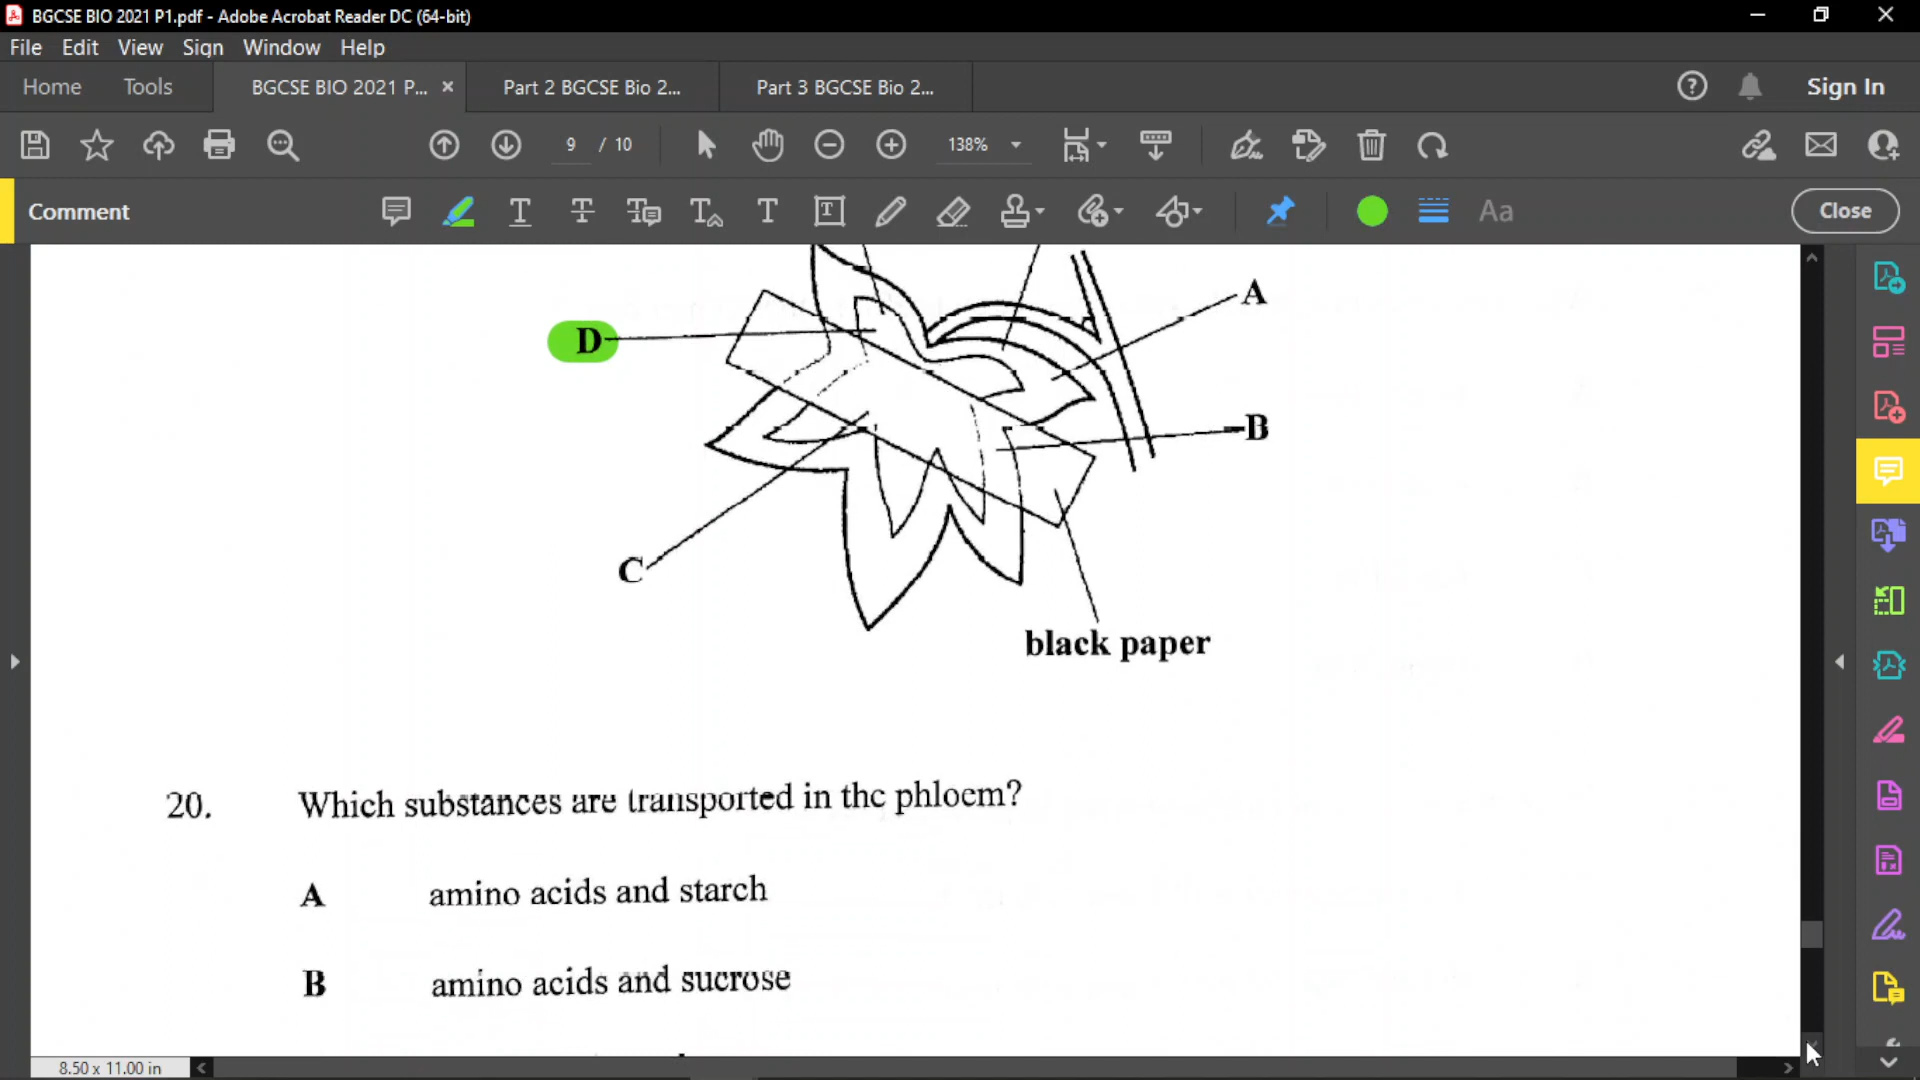 BGCSE BIO 2021 P1.pdf - Adobe Acrobat Reader DC (64-bit)
File Edit View Sign Window Help
Home Tools BGCSE BIO 2021 P... × Part 2 BGCSE Bio 2... Part 3 BGCSE Bio 2... Sign In
9 / 10 138%
Comment Aa Close
A
D
B
C
black paper
20. Which substances are transported in the phloem?
A amino acids and starch
B amino acids and sucrose
8.50 x 11.00 in